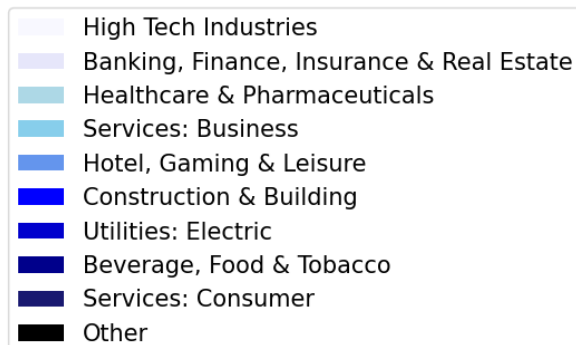 High Tech Industries
Banking, Finance, Insurance & Real Estate
Healthcare & Pharmaceuticals
Services: Business
Hotel, Gaming & Leisure
Construction & Building
Utilities: Electric
Beverage, Food & Tobacco
Services: Consumer
Other